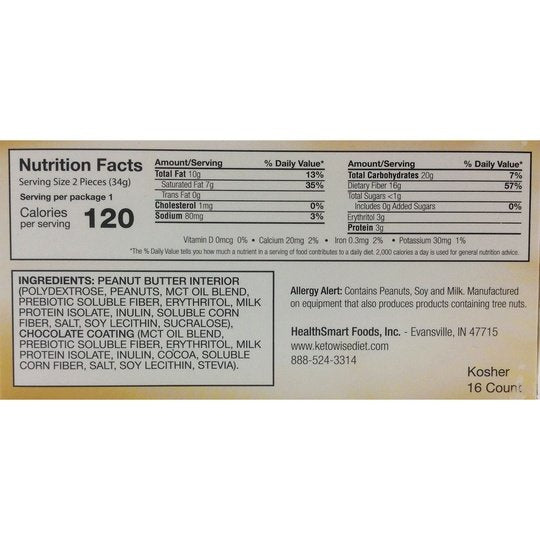 Nutrition Facts
Serving Size 2 Pieces (34g)
Serving per package 1
Calories
per serving 120
Amount/Serving % Daily Value*
Total Fat 10g 13%
Saturated Fat 7g 35%
Trans Fat 0g
Cholesterol 1mg 0%
Sodium 80mg 3%
Amount/Serving % Daily Value*
Total Carbohydrates 20g 7%
Dietary Fiber 16g 57%
Total Sugars <1g
Includes 0g Added Sugars 0%
Erythritol 3g
Protein 3g
Vitamin D 0mcg 0% • Calcium 20mg 2% • Iron 0.3mg 2% • Potassium 30mg 1%
*The % Daily Value tells you how much a nutrient in a serving of food contributes to a daily diet. 2,000 calories a day is used for general nutrition advice.
INGREDIENTS: PEANUT BUTTER INTERIOR
(POLYDEXTROSE, PEANUTS, MCT OIL BLEND,
PREBIOTIC SOLUBLE FIBER, ERYTHRITOL, MILK
PROTEIN ISOLATE, INULIN, SOLUBLE CORN
FIBER, SALT, SOY LECITHIN, SUCRALOSE),
CHOCOLATE COATING (MCT OIL BLEND,
PREBIOTIC SOLUBLE FIBER, ERYTHRITOL, MILK
PROTEIN ISOLATE, INULIN, COCOA, SOLUBLE
CORN FIBER, SALT, SOY LECITHIN, STEVIA).
Allergy Alert: Contains Peanuts, Soy and Milk. Manufactured
on equipment that also produces products containing tree nuts.
HealthSmart Foods, Inc. - Evansville, IN 47715
www.ketowisediet.com
888-524-3314
Kosher
16 Count